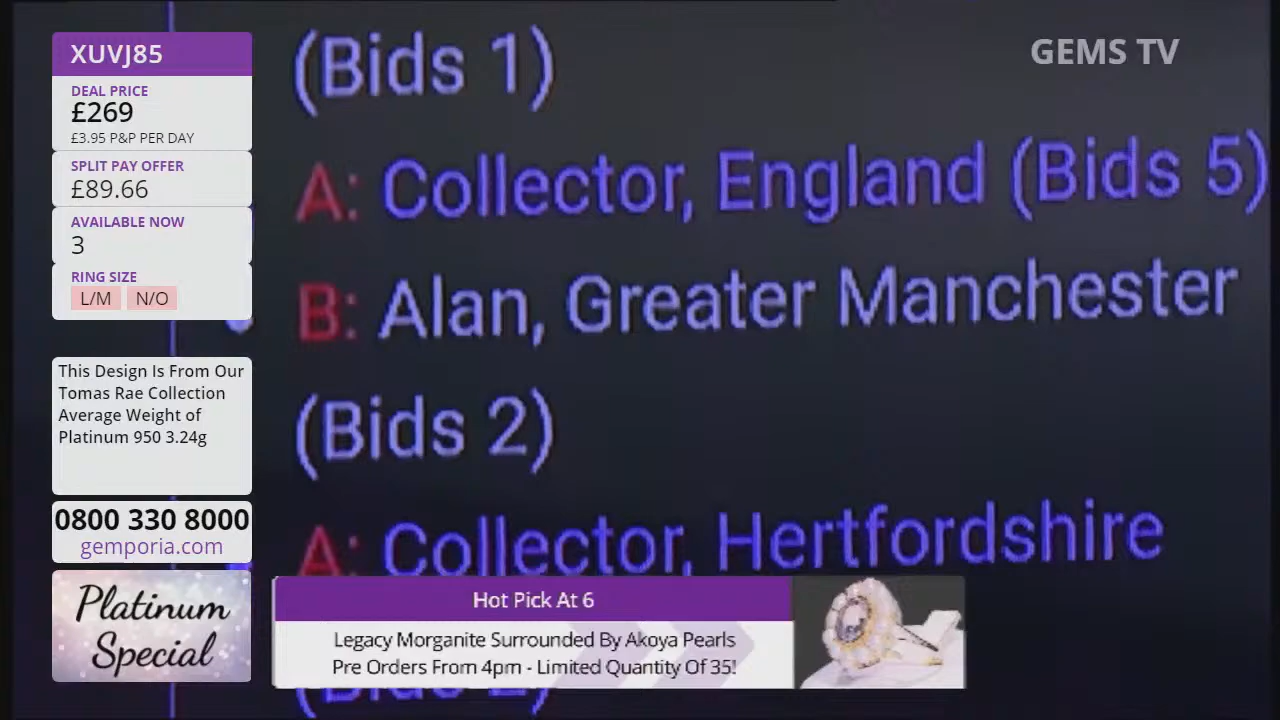 XUVJ85
DEAL PRICE
£269
£3.95 P&P PER DAY
SPLIT PAY OFFER
£89.66
AVAILABLE NOW
3
RING SIZE
L/M N/O
This Design Is From Our
Tomas Rae Collection
Average Weight of
Platinum 950 3.24g
0800 330 8000
gemporia.com
Platinum
Special
GEMS TV
(Bids 1)
A: Collector, England (Bids 5)
B: Alan, Greater Manchester
(Bids 2)
A: Collector, Hertfordshire
(Bids 2)
Hot Pick At 6
Legacy Morganite Surrounded By Akoya Pearls
Pre Orders From 4pm - Limited Quantity Of 35!